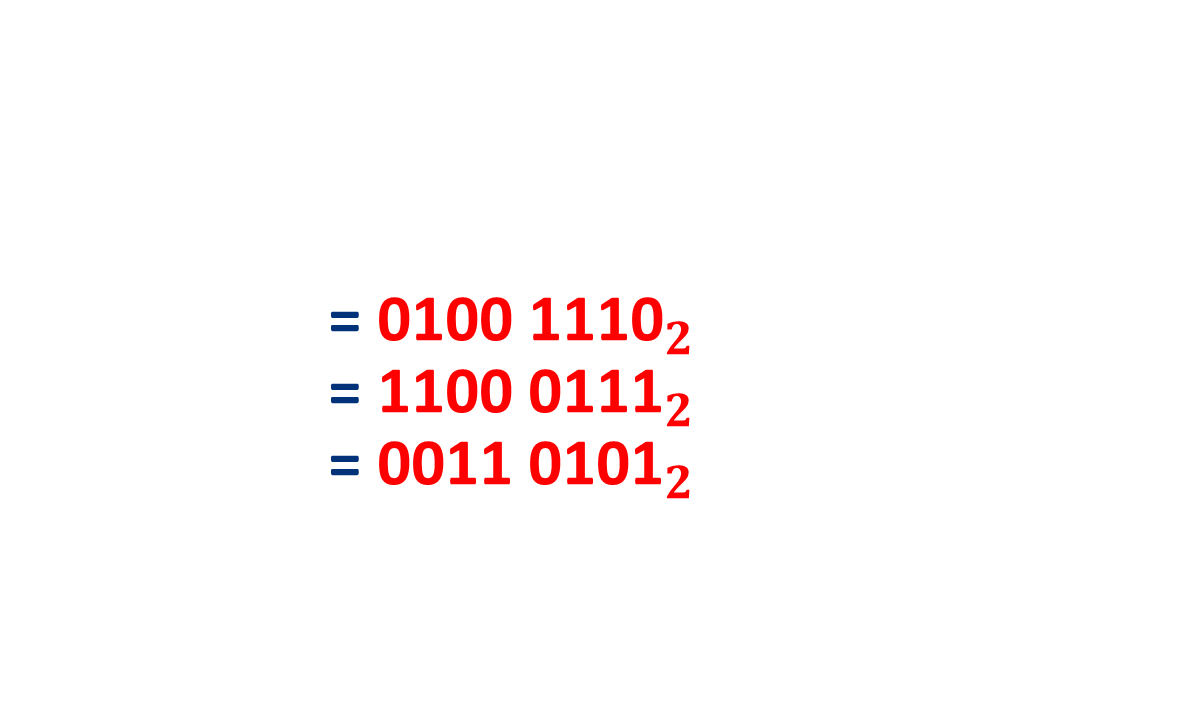 = 0100 1110₂
= 1100 0111₂
= 0011 0101₂